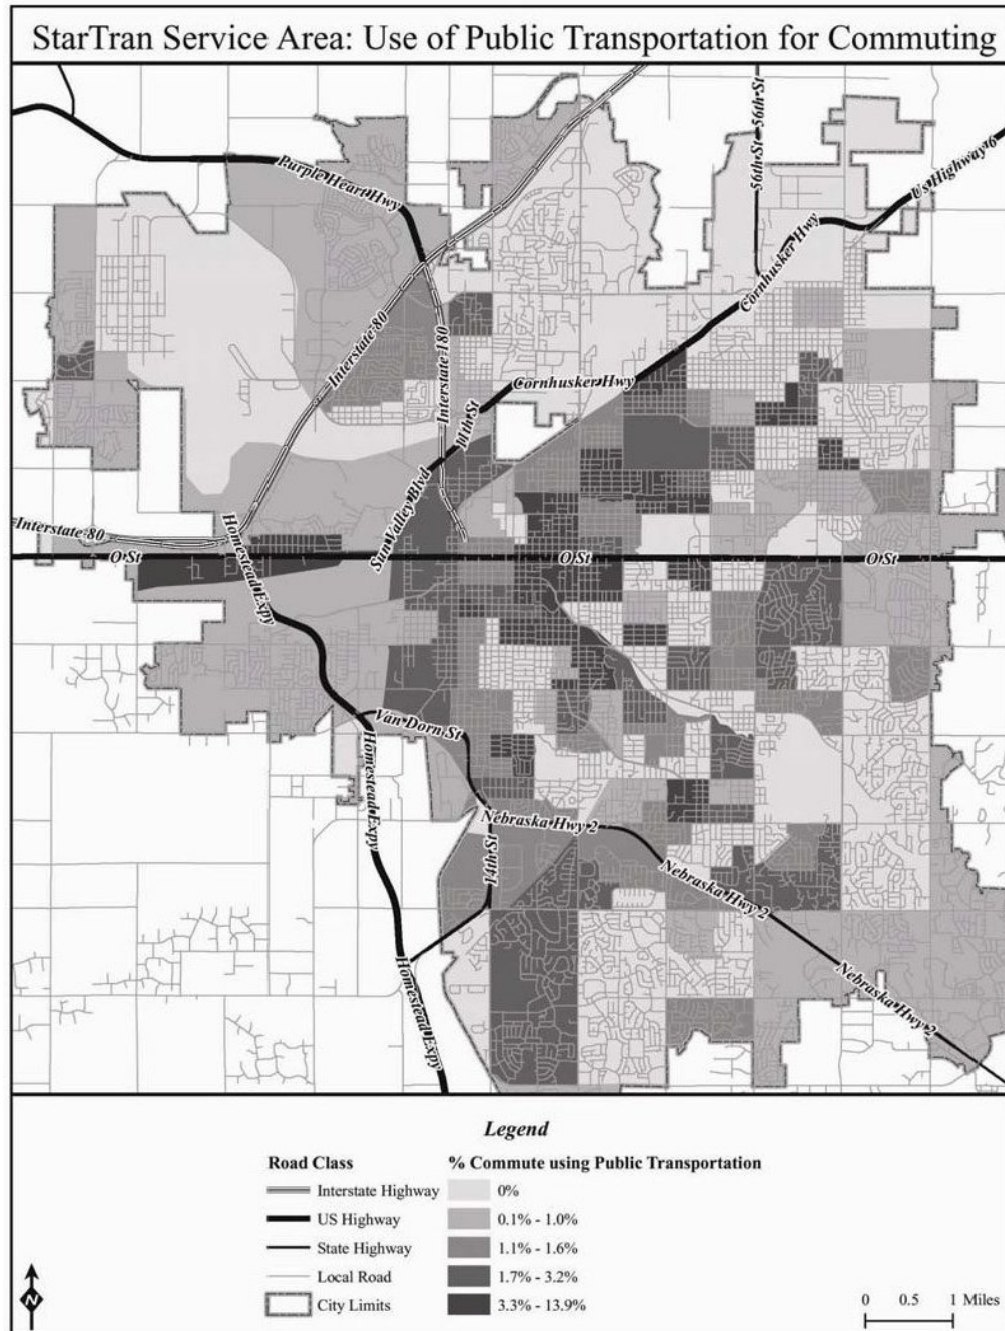 StarTran Service Area: Use of Public Transportation for Commuting
56th St
56th St
US Highway 6
Purple Heart Hwy
Cornhusker Hwy
Interstate 80
Interstate 180
Cornhusker Hwy
14th St
Sun Valley Blvd
Interstate 80
O St
O St
O St
Homestead Expy
Van Dorn St
Homestead Expy
Nebraska Hwy 2
14th St
Nebraska Hwy 2
Nebraska Hwy 2
Homestead Expy
Legend
Road Class
% Commute using Public Transportation
Interstate Highway
0%
US Highway
0.1% - 1.0%
State Highway
1.1% - 1.6%
Local Road
1.7% - 3.2%
City Limits
3.3% - 13.9%
N
0 0.5 1 Miles